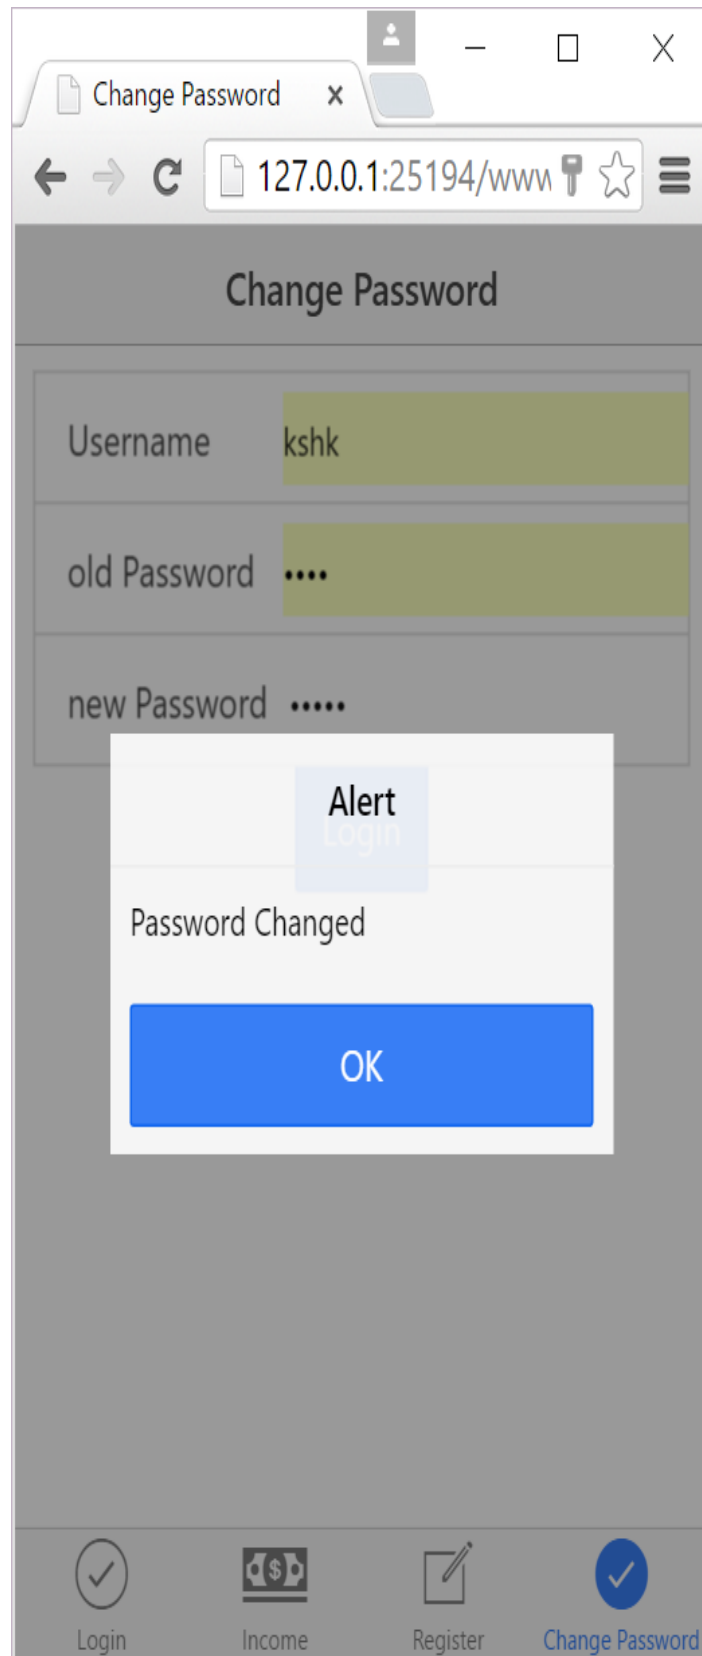 Change Password
127.0.0.1:25194/www
Change Password
Username kshk
old Password ••••
new Password •••••
Alert
Login
Password Changed
OK
Login Income Register Change Password